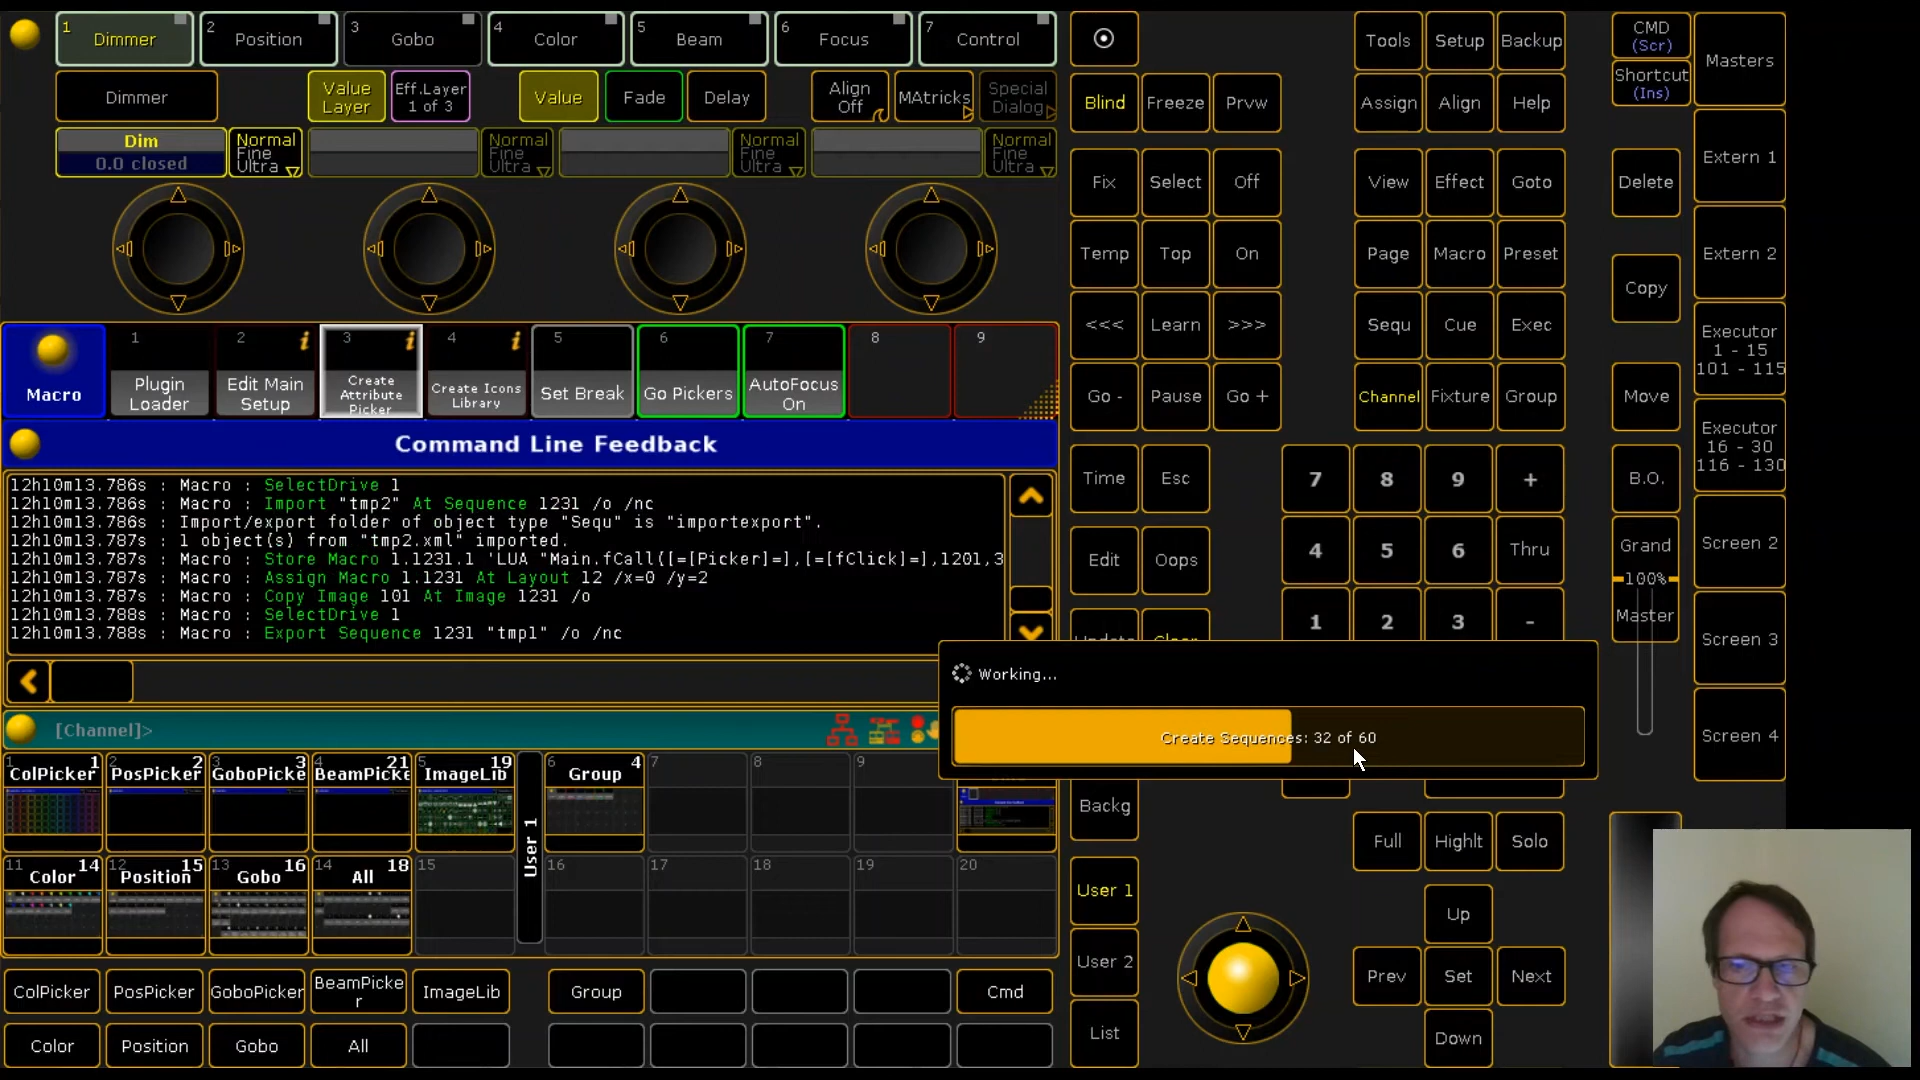 1 Dimmer
2 Position
3 Gobo
4 Color
5 Beam
6 Focus
7 Control
Dimmer
Value Layer
Eff.Layer 1 of 3
Value
Fade
Delay
Align Off
MAtricks
Special Dialog
Dim
0.0 closed
Normal Fine Ultra
Normal Fine Ultra
Normal Fine Ultra
Normal Fine Ultra
Macro
1 Plugin Loader
2 Edit Main Setup
3 Create Attribute Picker
4 Create Icons Library
5 Set Break
6 Go Pickers
7 AutoFocus On
8
9
Command Line Feedback
12h10m13.786s : Macro : SelectDrive 1
12h10m13.786s : Macro : Import "tmp2" At Sequence 1231 /o /nc
12h10m13.786s : Import/export folder of object type "Sequ" is "importexport".
12h10m13.787s : 1 object(s) from "tmp2.xml" imported.
12h10m13.787s : Macro : Store Macro 1.1231.1 'LUA "Main.fCall([=[Picker]=],[=[fClick]=],1201,3
12h10m13.787s : Macro : Assign Macro 1.1231 At Layout 12 /x=0 /y=2
12h10m13.787s : Macro : Copy Image 101 At Image 1231 /o
12h10m13.788s : Macro : SelectDrive 1
12h10m13.788s : Macro : Export Sequence 1231 "tmp1" /o /nc
[Channel]>
1 ColPicker
2 PosPicker
3 GoboPicke
21 BeamPicke
19 ImageLib
User 1
6 Group 4
7
8
9
11 Color 14
12 Position 15
13 Gobo 16
14 All 18
15
16
17
18
19
20
ColPicker
PosPicker
GoboPicker
BeamPicker
ImageLib
Group
Cmd
Color
Position
Gobo
All
Blind
Freeze
Prvw
Fix
Select
Off
Temp
Top
On
<<<
Learn
>>>
Go -
Pause
Go +
Time
Esc
Edit
Oops
Backg
User 1
User 2
List
Tools
Setup
Backup
Assign
Align
Help
View
Effect
Goto
Page
Macro
Preset
Sequ
Cue
Exec
Channel
Fixture
Group
7
8
9
+
4
5
6
Thru
1
2
3
-
Working...
Create Sequences: 32 of 60
Full
Highlt
Solo
Up
Prev
Set
Next
Down
CMD (Scr)
Shortcut (Ins)
Delete
Copy
Move
B.O.
Grand
100%
Master
Masters
Extern 1
Extern 2
Executor 1 - 15 101 - 115
Executor 16 - 30 116 - 130
Screen 2
Screen 3
Screen 4